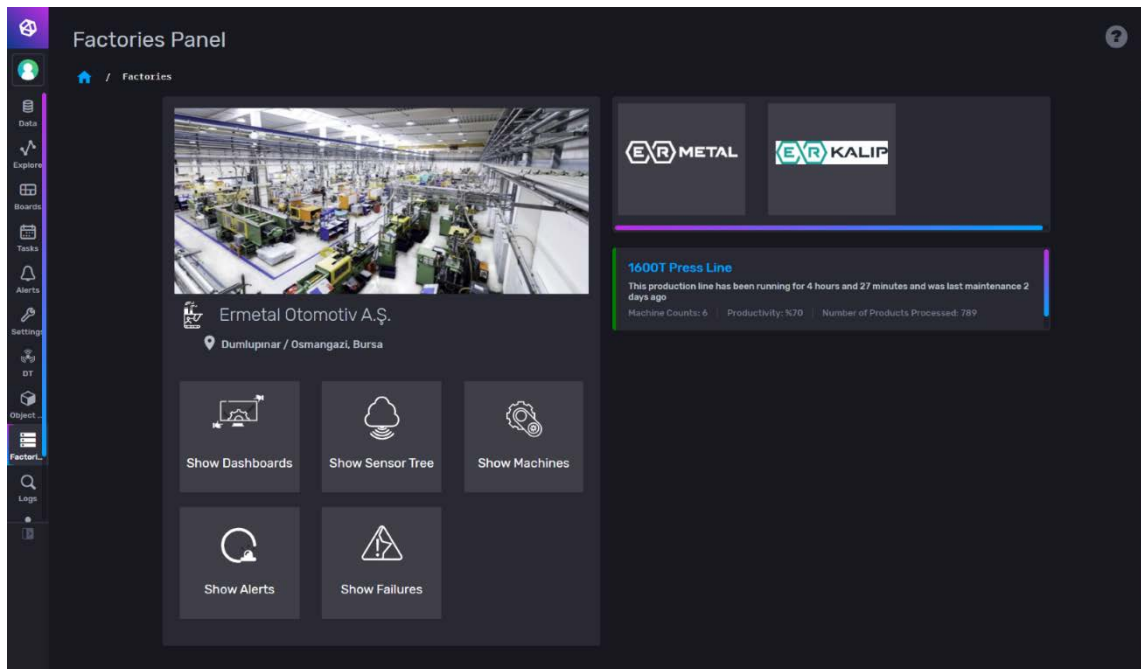 Factories Panel
/ Factories
Data
Explore
Boards
Tasks
Alerts
Settings
DT
Object ...
Factori...
Logs
Ermetal Otomotiv A.Ş.
Dumlupınar / Osmangazi, Bursa
Show Dashboards
Show Sensor Tree
Show Machines
Show Alerts
Show Failures
ER METAL
ER KALIP
1600T Press Line
This production line has been running for 4 hours and 27 minutes and was last maintenance 2
days ago
Machine Counts: 6 | Productivity: %70 | Number of Products Processed: 789